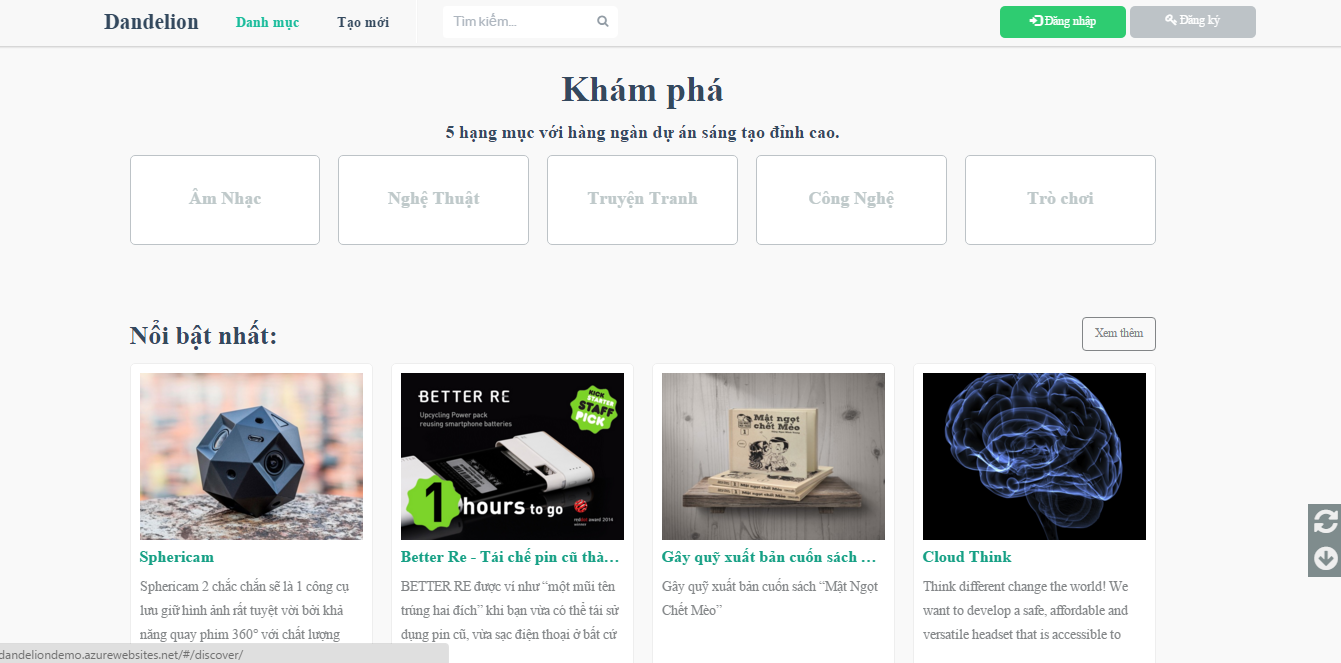 Dandelion Danh mục Tạo mới Tìm kiếm... Đăng nhập Đăng ký
Khám phá
5 hạng mục với hàng ngàn dự án sáng tạo đỉnh cao.
Âm Nhạc Nghệ Thuật Truyện Tranh Công Nghệ Trò chơi
Nổi bật nhất: Xem thêm
BETTER RE
Upcycling Power pack
reusing smartphone batteries
KICK
STARTER
STAFF
PICK
1 hours to go
reddot award 2014
winner
Mật ngọt
chết Mèo
Sphericam
Sphericam 2 chắc chắn sẽ là 1 công cụ
lưu giữ hình ảnh rất tuyệt vời bởi khả
năng quay phim 360° với chất lượng
Better Re - Tái chế pin cũ thà...
BETTER RE được ví như “một mũi tên
trúng hai đích” khi bạn vừa có thể tái sử
dụng pin cũ, vừa sạc điện thoại ở bất cứ
Gây quỹ xuất bản cuốn sách ...
Gây quỹ xuất bản cuốn sách “Mật Ngọt
Chết Mèo”
Cloud Think
Think different change the world! We
want to develop a safe, affordable and
versatile headset that is accessible to
dandeliondemo.azurewebsites.net/#/discover/